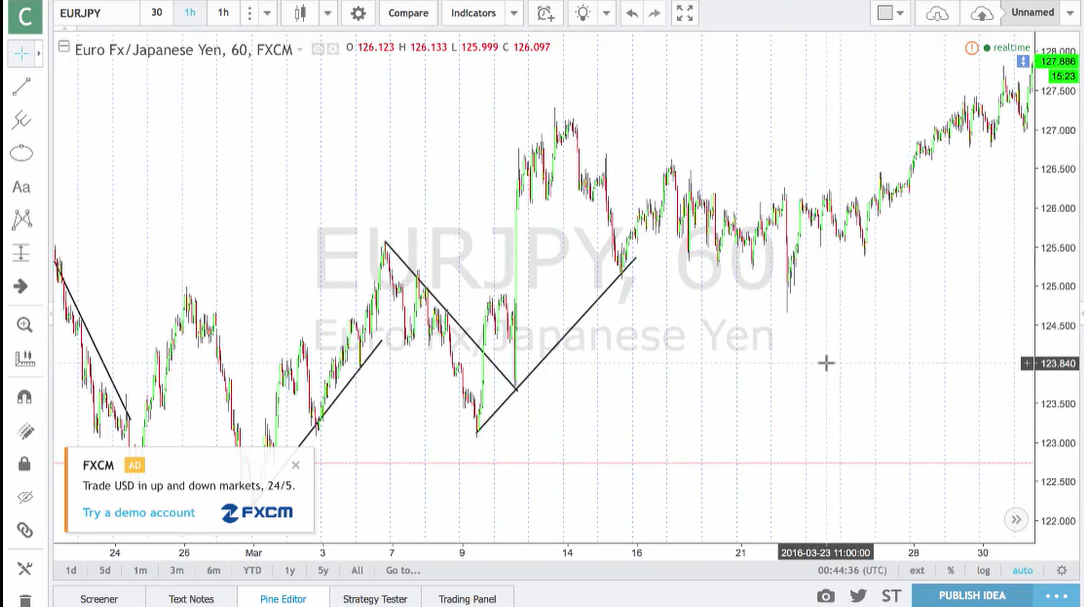 C EURJPY 30 1h 1h Compare Indicators Unnamed
Euro Fx/Japanese Yen, 60, FXCM O 126.123 H 126.133 L 125.999 C 126.097
realtime
128.000
127.886
15:23
127.500
127.000
126.500
126.000
125.500
125.000
124.500
123.840
123.500
123.000
122.500
122.000
Aa
EURJPY, 60
Euro Fx/Japanese Yen
FXCM AD
Trade USD in up and down markets, 24/5.
Try a demo account FXCM
24 26 Mar 3 7 9 14 16 21 2016-03-23 11:00:00 28 30
1d 5d 1m 3m 6m YTD 1y 5y All Go to... 00:44:36 (UTC) ext % log auto
Screener Text Notes Pine Editor Strategy Tester Trading Panel ST PUBLISH IDEA